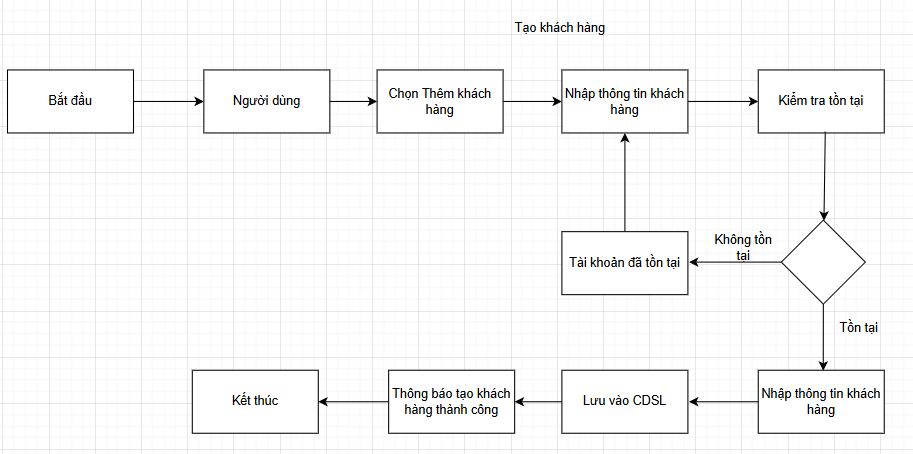 Tạo khách hàng
Bắt đầu
Người dùng
Chọn Thêm khách
hàng
Nhập thông tin khách
hàng
Kiểm tra tồn tại
Không tồn
tại
Tài khoản đã tồn tại
Tồn tại
Nhập thông tin khách
hàng
Lưu vào CDSL
Thông báo tạo khách
hàng thành công
Kết thúc